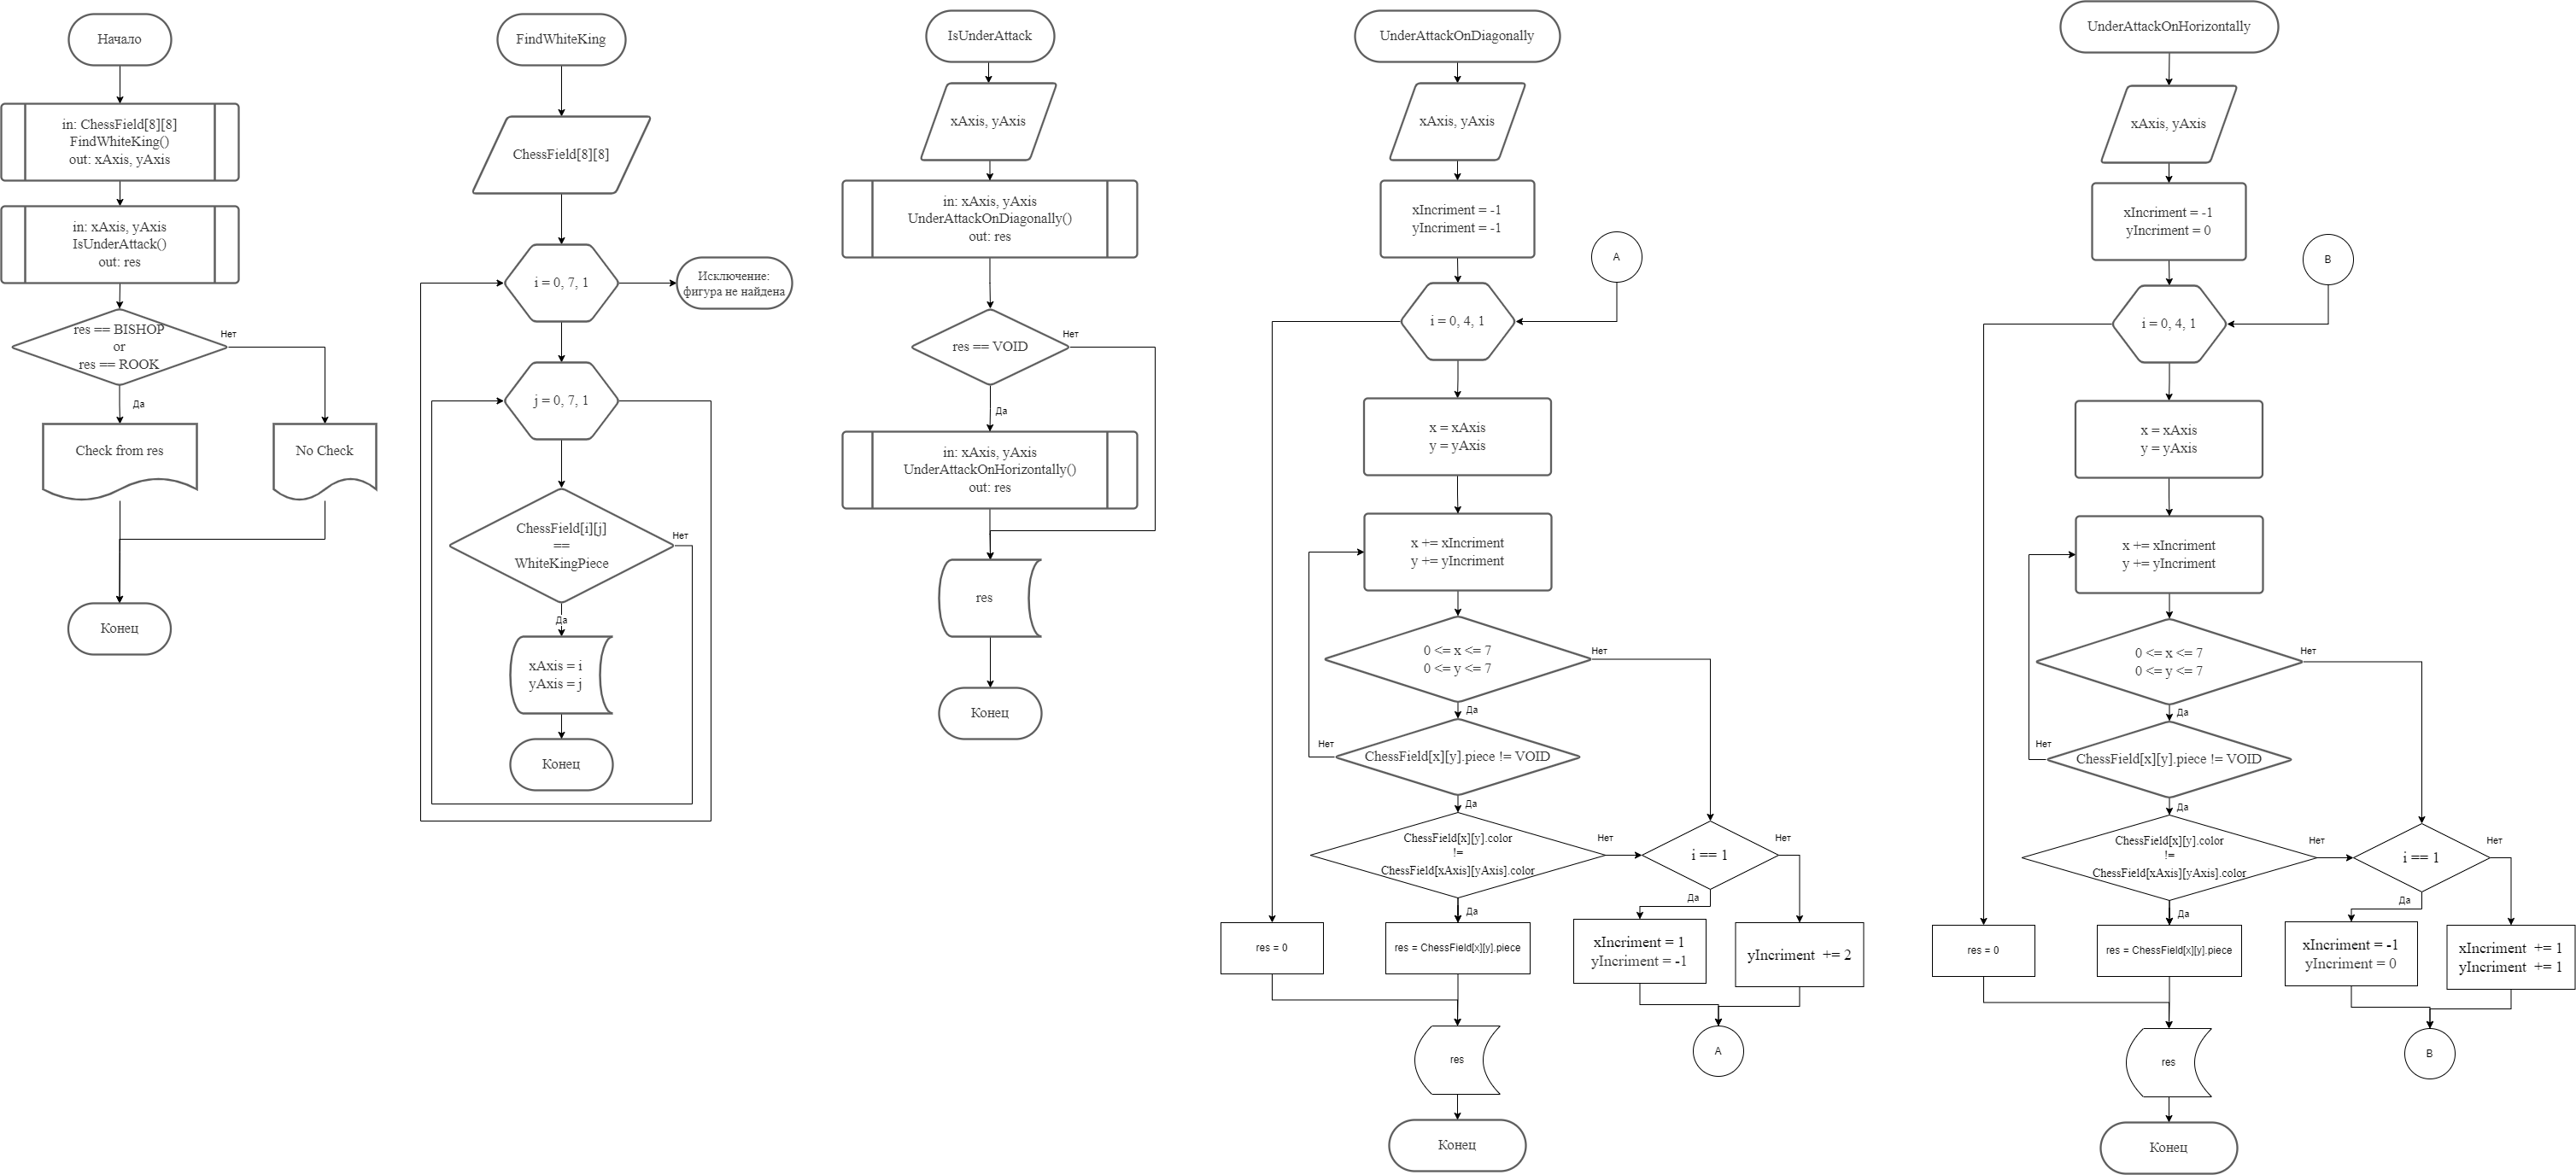 Начало
in: ChessField[8][8]
FindWhiteKing()
out: xAxis, yAxis
in: xAxis, yAxis
IsUnderAttack()
out: res
res == BISHOP
or
res == ROOK
Нет
Да
Check from res
No Check
Конец
FindWhiteKing
ChessField[8][8]
i = 0, 7, 1
Исключение:
фигура не найдена
j = 0, 7, 1
ChessField[i][j]
==
WhiteKingPiece
Нет
Да
xAxis = i
yAxis = j
Конец
IsUnderAttack
xAxis, yAxis
in: xAxis, yAxis
UnderAttackOnDiagonally()
out: res
res == VOID
Нет
Да
in: xAxis, yAxis
UnderAttackOnHorizontally()
out: res
res
Конец
UnderAttackOnDiagonally
xAxis, yAxis
xIncriment = -1
yIncriment = -1
A
i = 0, 4, 1
x = xAxis
y = yAxis
x += xIncriment
y += yIncriment
0 <= x <= 7
0 <= y <= 7
Нет
Да
ChessField[x][y].piece != VOID
Нет
Да
ChessField[x][y].color
!=
ChessField[xAxis][yAxis].color
Нет
Да
i == 1
Нет
Да
res = 0
res = ChessField[x][y].piece
xIncriment = 1
yIncriment = -1
yIncriment += 2
A
res
Конец
UnderAttackOnHorizontally
xAxis, yAxis
xIncriment = -1
yIncriment = 0
B
i = 0, 4, 1
x = xAxis
y = yAxis
x += xIncriment
y += yIncriment
0 <= x <= 7
0 <= y <= 7
Нет
Да
ChessField[x][y].piece != VOID
Нет
Да
ChessField[x][y].color
!=
ChessField[xAxis][yAxis].color
Нет
Да
i == 1
Нет
Да
res = 0
res = ChessField[x][y].piece
xIncriment = -1
yIncriment = 0
xIncriment += 1
yIncriment += 1
B
res
Конец